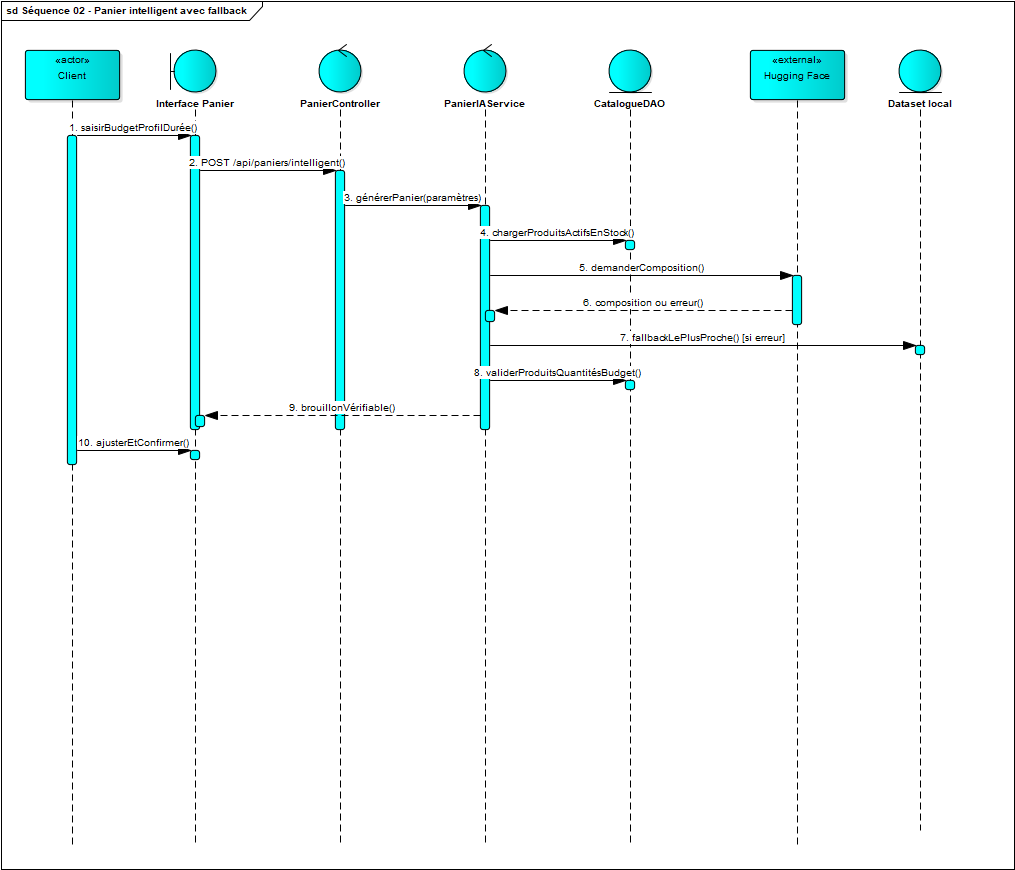 sd Séquence 02 - Panier intelligent avec fallback
«actor»
Client
Interface Panier
PanierController
PanierIAService
CatalogueDAO
«external»
Hugging Face
Dataset local
1. saisirBudgetProfilDurée()
2. POST /api/paniers/intelligent()
3. générerPanier(paramètres)
4. chargerProduitsActifsEnStock()
5. demanderComposition()
6. composition ou erreur()
7. fallbackLePlusProche() [si erreur]
8. validerProduitsQuantitésBudget()
9. brouillonVérifiable()
10. ajusterEtConfirmer()